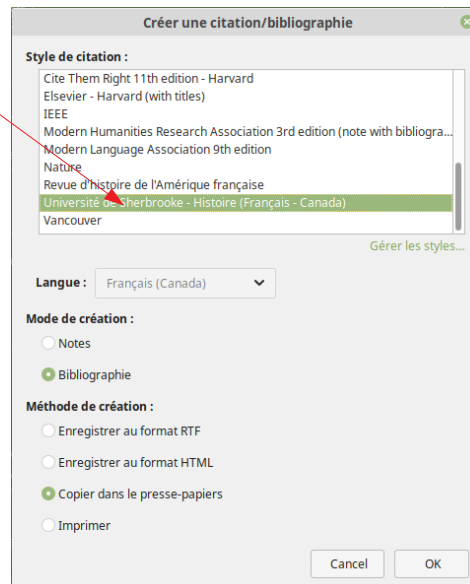 Créer une citation/bibliographie
Style de citation :
Cite Them Right 11th edition - Harvard
Elsevier - Harvard (with titles)
IEEE
Modern Humanities Research Association 3rd edition (note with bibliogra...
Modern Language Association 9th edition
Nature
Revue d'histoire de l'Amérique française
Université de Sherbrooke - Histoire (Français - Canada)
Vancouver
Gérer les styles...
Langue : Français (Canada)
Mode de création :
Notes
Bibliographie
Méthode de création :
Enregistrer au format RTF
Enregistrer au format HTML
Copier dans le presse-papiers
Imprimer
Cancel OK